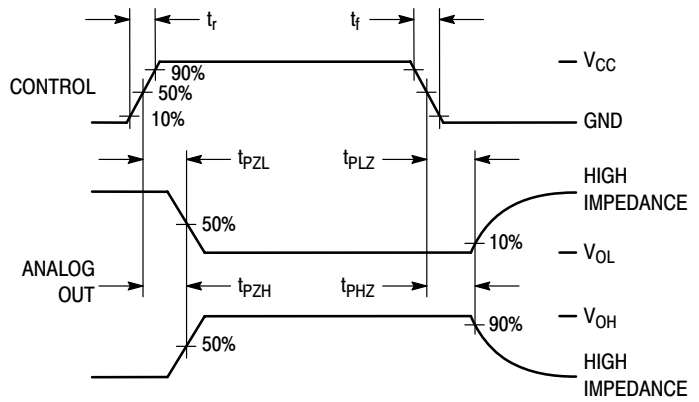 tr
tf
90%
50%
10%
CONTROL
VCC
GND
tPZL
tPLZ
HIGH
IMPEDANCE
50%
10%
VOL
ANALOG
OUT
tPZH
tPHZ
VOH
90%
50%
HIGH
IMPEDANCE